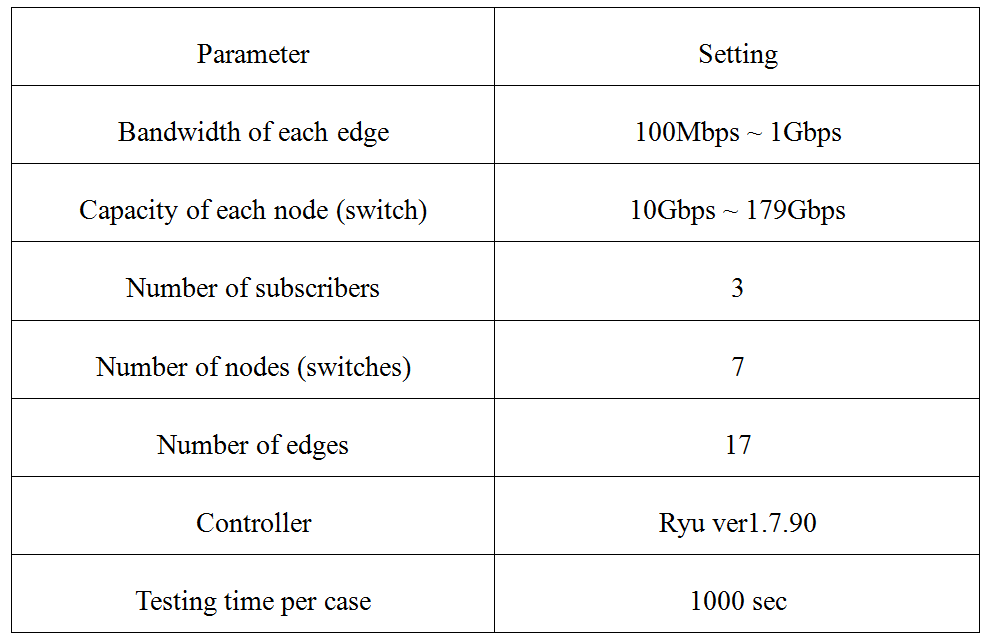 Parameter Setting
Bandwidth of each edge 100Mbps ~ 1Gbps
Capacity of each node (switch) 10Gbps ~ 179Gbps
Number of subscribers 3
Number of nodes (switches) 7
Number of edges 17
Controller Ryu ver1.7.90
Testing time per case 1000 sec